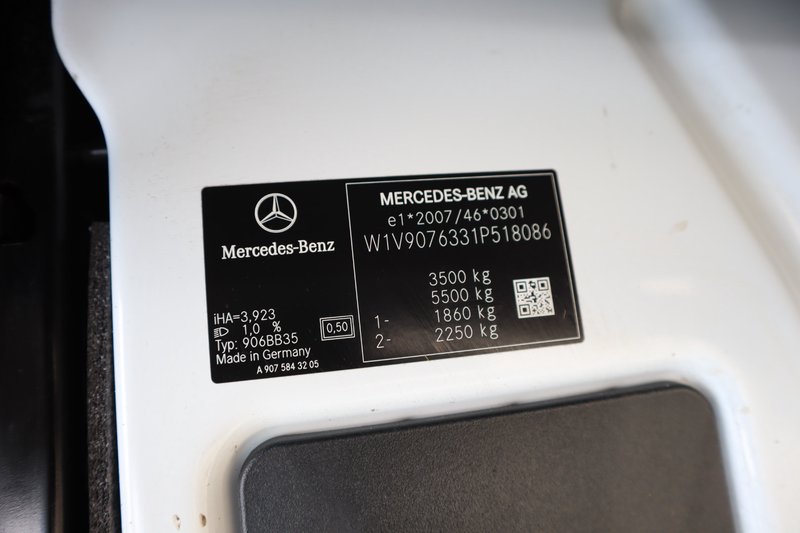 Mercedes-Benz
iHA=3,923
1,0 %
Typ: 906BB35
Made in Germany
0,50
A 907 584 32 05
MERCEDES-BENZ AG
e1*2007/46*0301
W1V9076331P518086
3500 kg
5500 kg
1- 1860 kg
2- 2250 kg